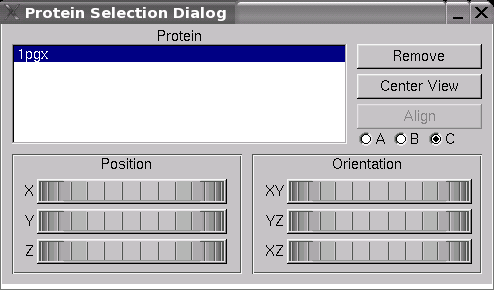 Protein Selection Dialog
Protein
1pgx
Remove
Center View
Align
A B C
Position
X
Y
Z
Orientation
XY
YZ
XZ